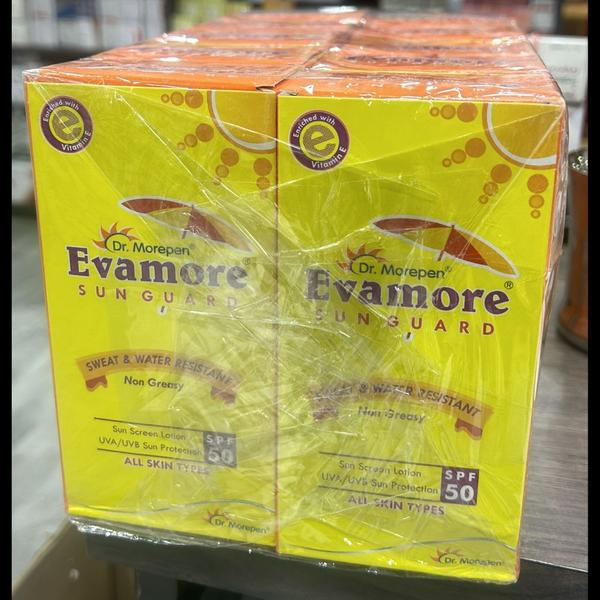 Enriched with
e
Vitamin E
Dr. Morepen®
Evamore®
SUN GUARD
SWEAT & WATER RESISTANT
Non Greasy
Sun Screen Lotion
UVA/UVB Sun Protection
SPF
50
ALL SKIN TYPES
Dr. Morepen®
Enriched with
e
Vitamin E
Dr. Morepen®
Evamore®
SUN GUARD
SWEAT & WATER RESISTANT
Non Greasy
Sun Screen Lotion
UVA/UVB Sun Protection
SPF
50
ALL SKIN TYPES
Dr. Morepen®